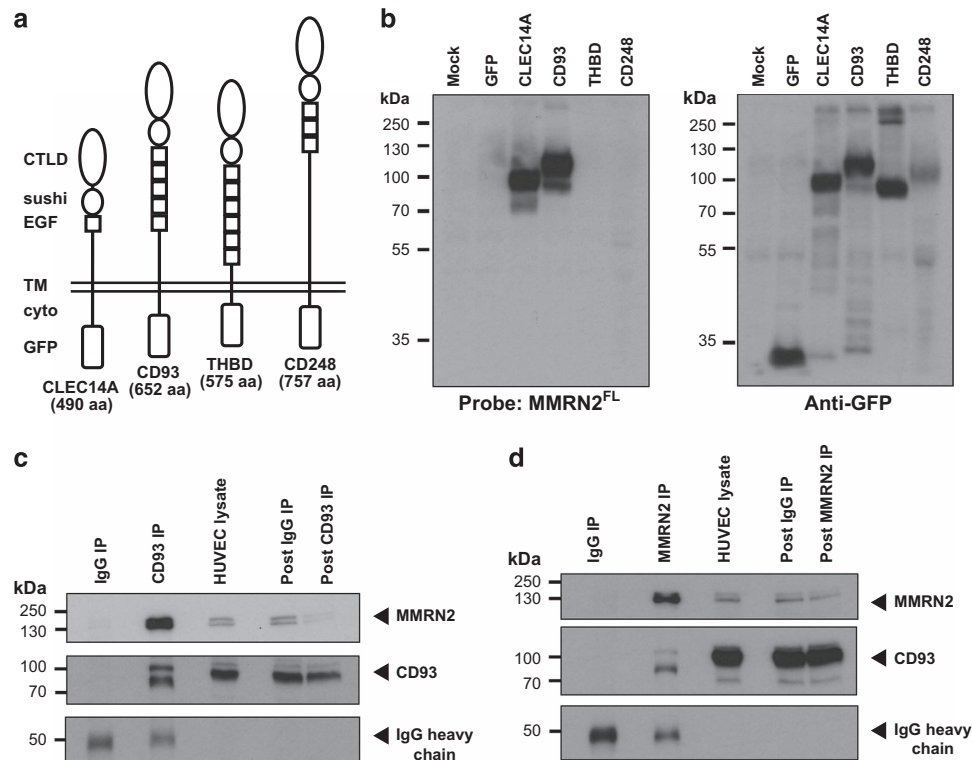 a
CTLD
sushi
EGF
TM
cyto
GFP
CLEC14A
(490 aa)
CD93
(652 aa)
THBD
(575 aa)
CD248
(757 aa)
b
Mock
GFP
CLEC14A
CD93
THBD
CD248
kDa
250
130
100
70
55
35
Probe: MMRN2FL
Mock
GFP
CLEC14A
CD93
THBD
CD248
kDa
250
130
100
70
55
35
Anti-GFP
c
IgG IP
CD93 IP
HUVEC lysate
Post IgG IP
Post CD93 IP
kDa
250
130
MMRN2
100
70
CD93
50
IgG heavy
chain
d
IgG IP
MMRN2 IP
HUVEC lysate
Post IgG IP
Post MMRN2 IP
kDa
250
130
MMRN2
100
70
CD93
50
IgG heavy
chain